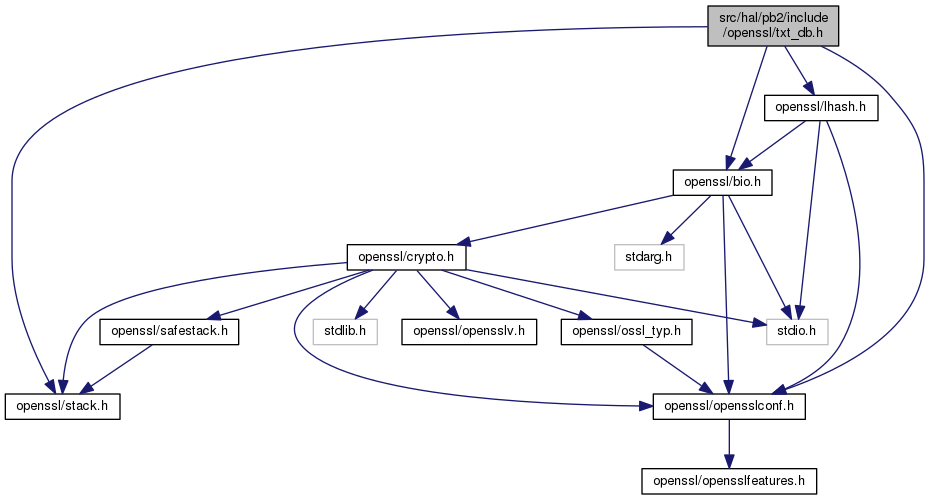 src/hal/pb2/include
/openssl/txt_db.h
openssl/lhash.h
openssl/bio.h
openssl/crypto.h
stdarg.h
openssl/safestack.h
stdlib.h
openssl/opensslv.h
openssl/ossl_typ.h
stdio.h
openssl/stack.h
openssl/opensslconf.h
openssl/opensslfeatures.h